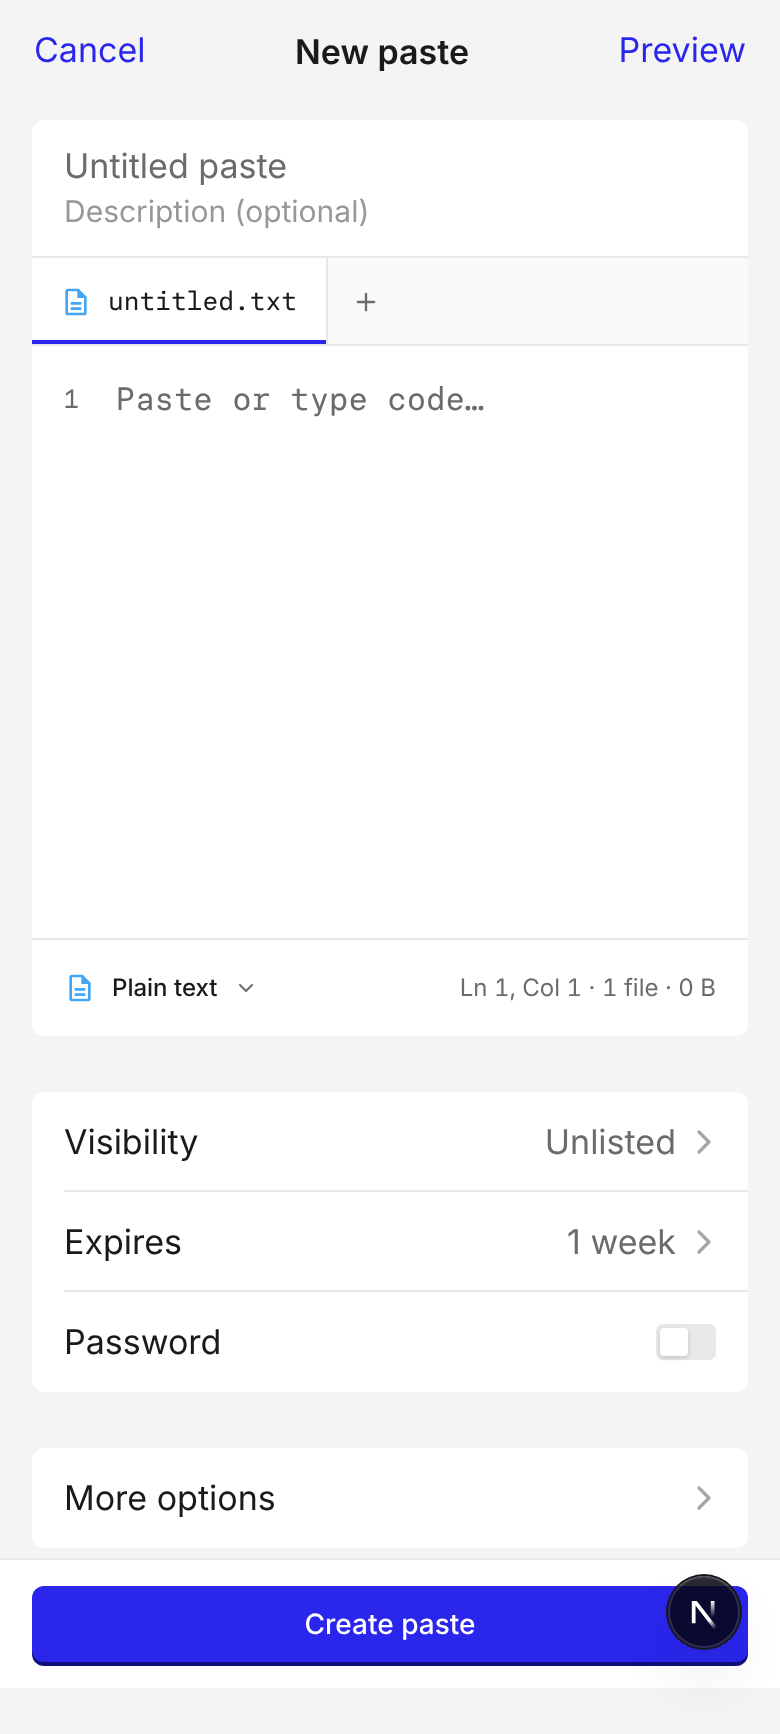 Cancel New paste Preview
Untitled paste
Description (optional)
untitled.txt +
1 Paste or type code…
Plain text Ln 1, Col 1 · 1 file · 0 B
Visibility Unlisted
Expires 1 week
Password
More options
Create paste N